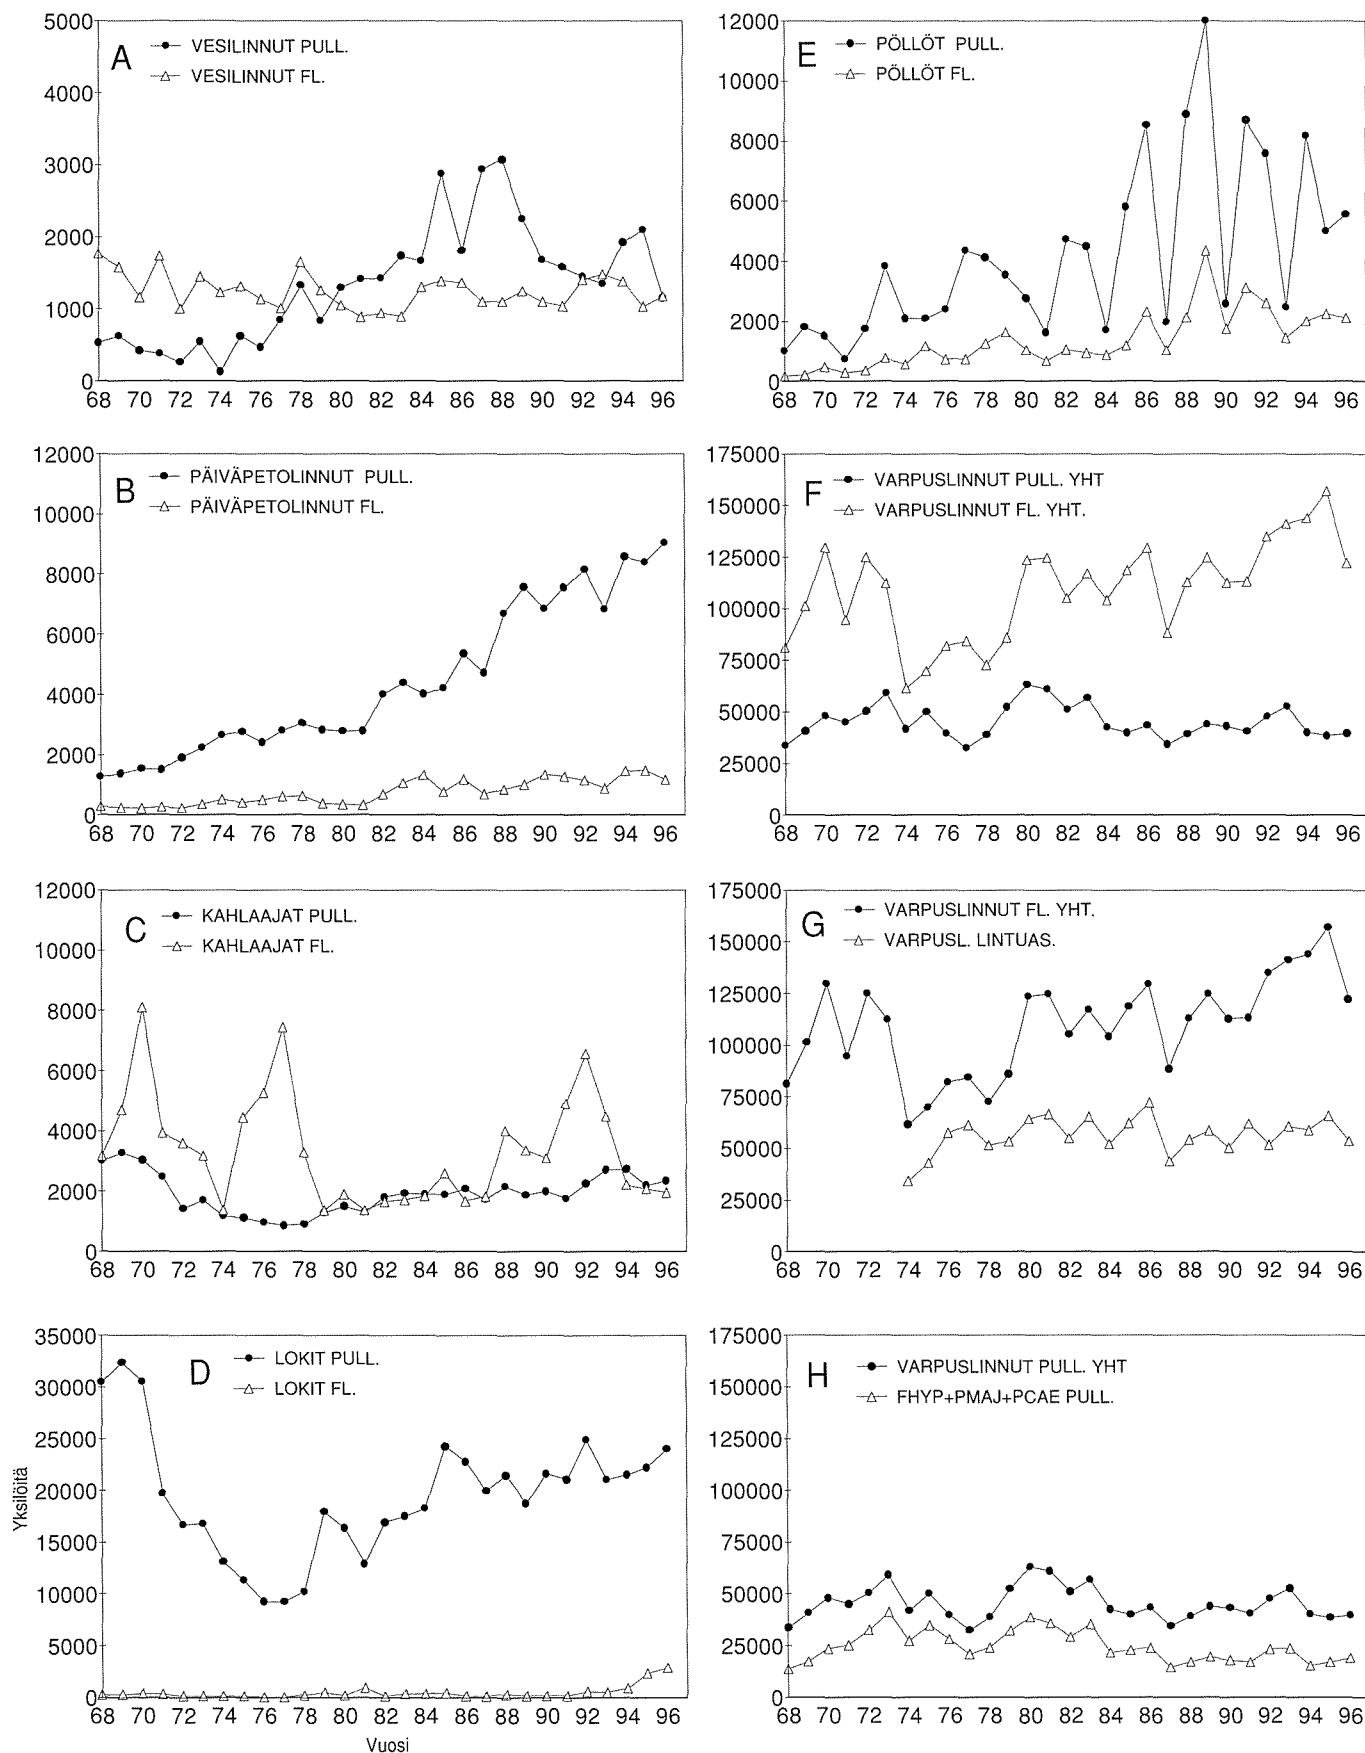 5000
4000
3000
2000
1000
0
A
VESILINNUT PULL.
VESILINNUT FL.
68 70 72 74 76 78 80 82 84 86 88 90 92 94 96
12000
10000
8000
6000
4000
2000
0
B
PÄIVÄPETOLINNUT PULL.
PÄIVÄPETOLINNUT FL.
68 70 72 74 76 78 80 82 84 86 88 90 92 94 96
12000
10000
8000
6000
4000
2000
0
C
KAHLAAJAT PULL.
KAHLAAJAT FL.
68 70 72 74 76 78 80 82 84 86 88 90 92 94 96
35000
30000
25000
20000
15000
10000
5000
0
D
LOKIT PULL.
LOKIT FL.
Yksilöitä
68 70 72 74 76 78 80 82 84 86 88 90 92 94 96
Vuosi
12000
10000
8000
6000
4000
2000
0
E
PÖLLÖT PULL.
PÖLLÖT FL.
68 70 72 74 76 78 80 82 84 86 88 90 92 94 96
175000
150000
125000
100000
75000
50000
25000
0
F
VARPUSLINNUT PULL. YHT
VARPUSLINNUT FL. YHT.
68 70 72 74 76 78 80 82 84 86 88 90 92 94 96
175000
150000
125000
100000
75000
50000
25000
0
G
VARPUSLINNUT FL. YHT.
VARPUSL. LINTUAS.
68 70 72 74 76 78 80 82 84 86 88 90 92 94 96
175000
150000
125000
100000
75000
50000
25000
0
H
VARPUSLINNUT PULL. YHT
FHYP+PMAJ+PCAE PULL.
68 70 72 74 76 78 80 82 84 86 88 90 92 94 96